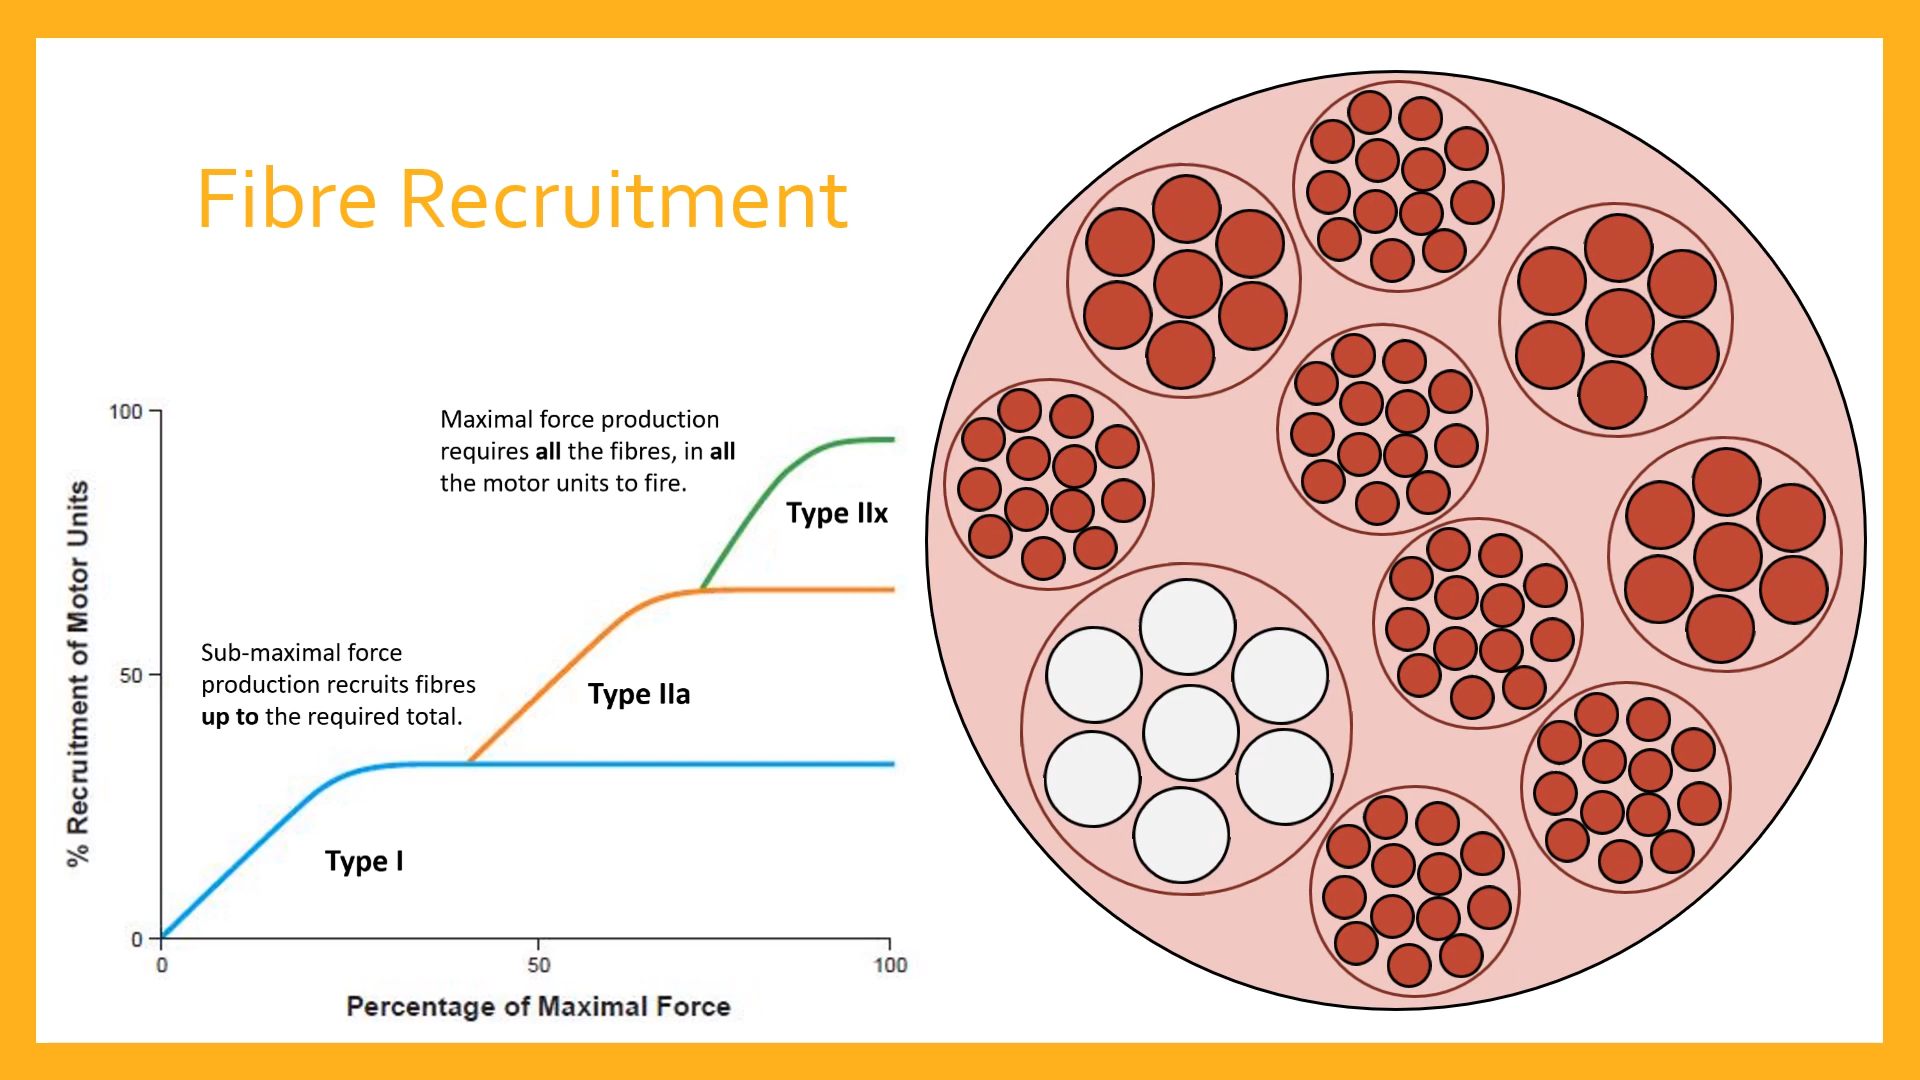 Fibre Recruitment
Maximal force production
requires all the fibres, in all
the motor units to fire.
Sub-maximal force
production recruits fibres
up to the required total.
% Recruitment of Motor Units
100
50
0
Type IIx
Type IIa
Type I
0 50 100
Percentage of Maximal Force